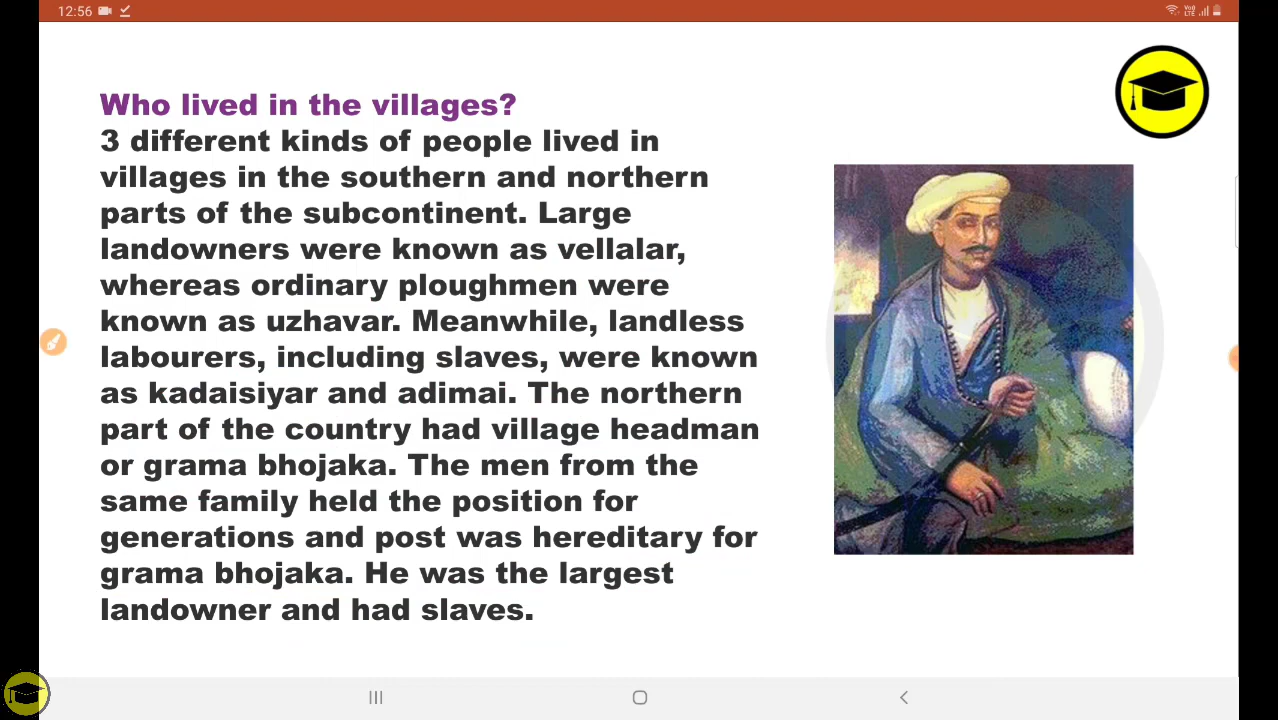 12:56
Who lived in the villages?
3 different kinds of people lived in
villages in the southern and northern
parts of the subcontinent. Large
landowners were known as vellalar,
whereas ordinary ploughmen were
known as uzhavar. Meanwhile, landless
labourers, including slaves, were known
as kadaisiyar and adimai. The northern
part of the country had village headman
or grama bhojaka. The men from the
same family held the position for
generations and post was hereditary for
grama bhojaka. He was the largest
landowner and had slaves.